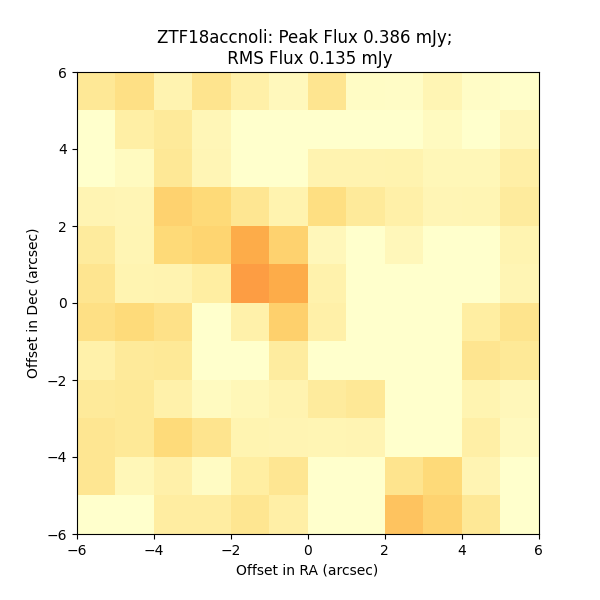 ZTF18accnoli: Peak Flux 0.386 mJy;
RMS Flux 0.135 mJy
6
4
2
0
−2
−4
−6
Offset in Dec (arcsec)
−6 −4 −2 0 2 4 6
Offset in RA (arcsec)